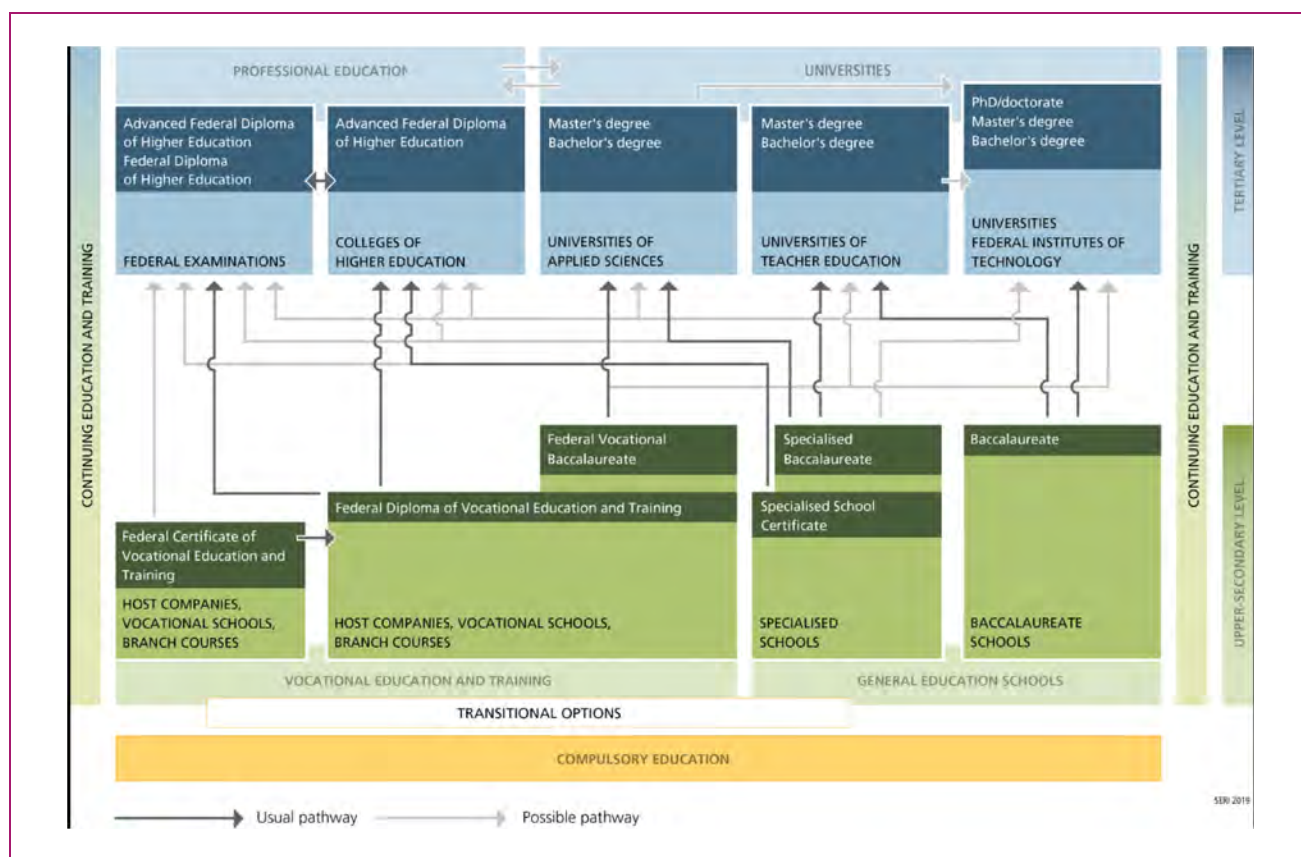 PROFESSIONAL EDUCATION
UNIVERSITIES
Advanced Federal Diploma
of Higher Education
Federal Diploma
of Higher Education
FEDERAL EXAMINATIONS
Advanced Federal Diploma
of Higher Education
COLLEGES OF
HIGHER EDUCATION
Master's degree
Bachelor's degree
UNIVERSITIES OF
APPLIED SCIENCES
Master's degree
Bachelor's degree
UNIVERSITIES OF
TEACHER EDUCATION
PhD/doctorate
Master's degree
Bachelor's degree
UNIVERSITIES
FEDERAL INSTITUTES OF
TECHNOLOGY
CONTINUING EDUCATION AND TRAINING
CONTINUING EDUCATION AND TRAINING
TERTIARY LEVEL
UPPER-SECONDARY LEVEL
Federal Certificate of
Vocational Education and
Training
HOST COMPANIES,
VOCATIONAL SCHOOLS,
BRANCH COURSES
Federal Vocational
Baccalaureate
Federal Diploma of Vocational Education and Training
HOST COMPANIES, VOCATIONAL SCHOOLS,
BRANCH COURSES
Specialised
Baccalaureate
Specialised School
Certificate
SPECIALISED
SCHOOLS
Baccalaureate
BACCALAUREATE
SCHOOLS
VOCATIONAL EDUCATION AND TRAINING
GENERAL EDUCATION SCHOOLS
TRANSITIONAL OPTIONS
COMPULSORY EDUCATION
SERI 2019
Usual pathway
Possible pathway